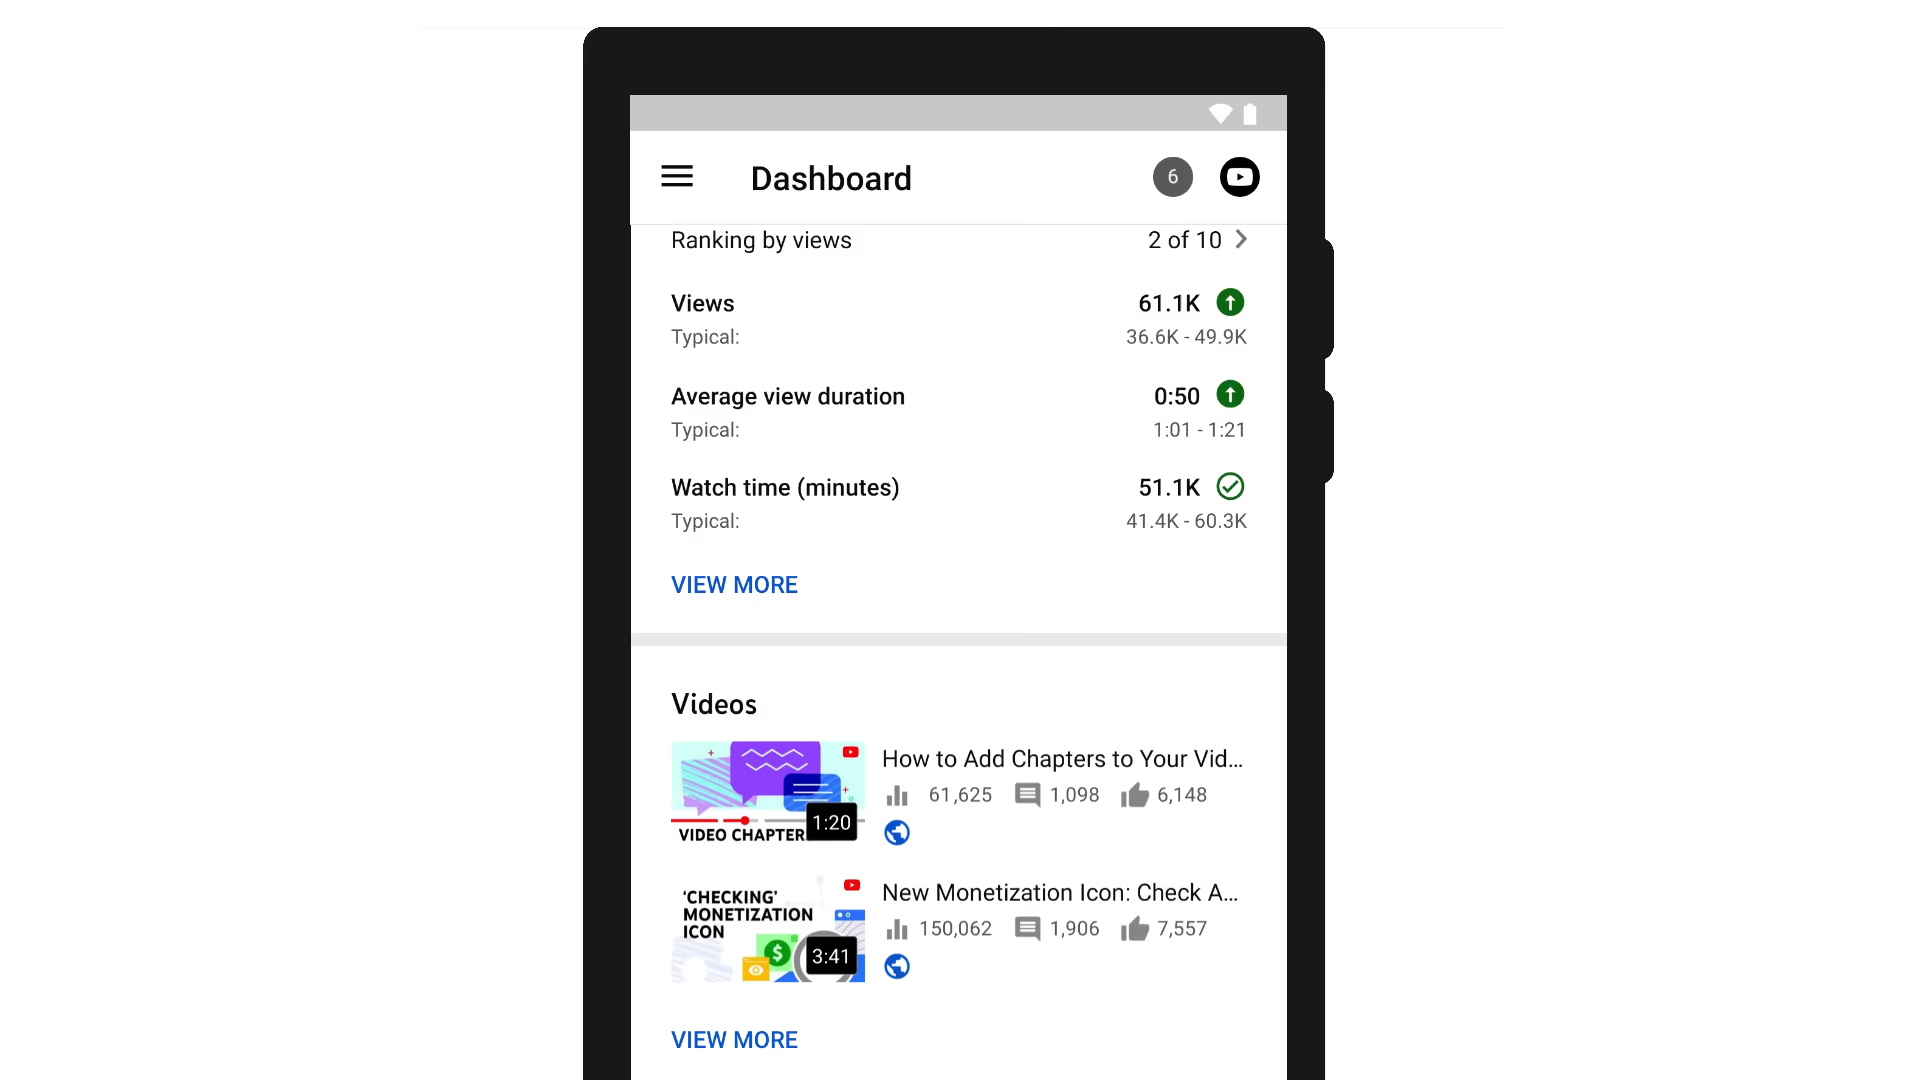 Dashboard
6
Ranking by views 2 of 10
Views 61.1K
Typical: 36.6K - 49.9K
Average view duration 0:50
Typical: 1:01 - 1:21
Watch time (minutes) 51.1K
Typical: 41.4K - 60.3K
VIEW MORE
Videos
How to Add Chapters to Your Vid...
61,625 1,098 6,148
VIDEO CHAPTER
1:20
New Monetization Icon: Check A...
150,062 1,906 7,557
‘CHECKING’
MONETIZATION
ICON
$
3:41
VIEW MORE